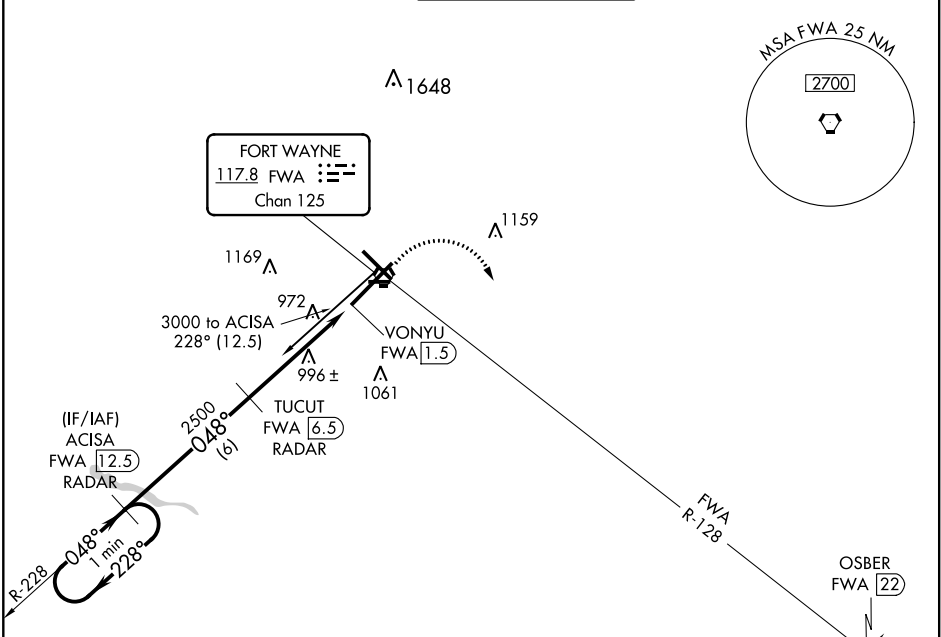 MSA FWA 25 NM
2700
1648
FORT WAYNE
117.8 FWA
Chan 125
1159
1169
972
3000 to ACISA
228° (12.5)
VONYU
FWA 1.5
996 ±
1061
TUCUT
FWA 6.5
RADAR
2500
048°
(6)
(IF/IAF)
ACISA
FWA 12.5
RADAR
048°
1 min
228°
R-228
FWA
R-128
OSBER
FWA 22